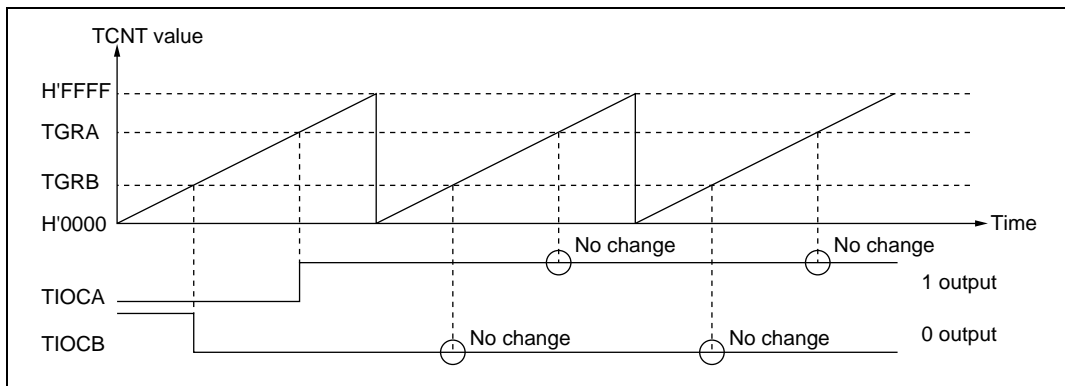 TCNT value
H'FFFF
TGRA
TGRB
H'0000
Time
No change
No change
TIOCA
1 output
No change
No change
TIOCB
0 output